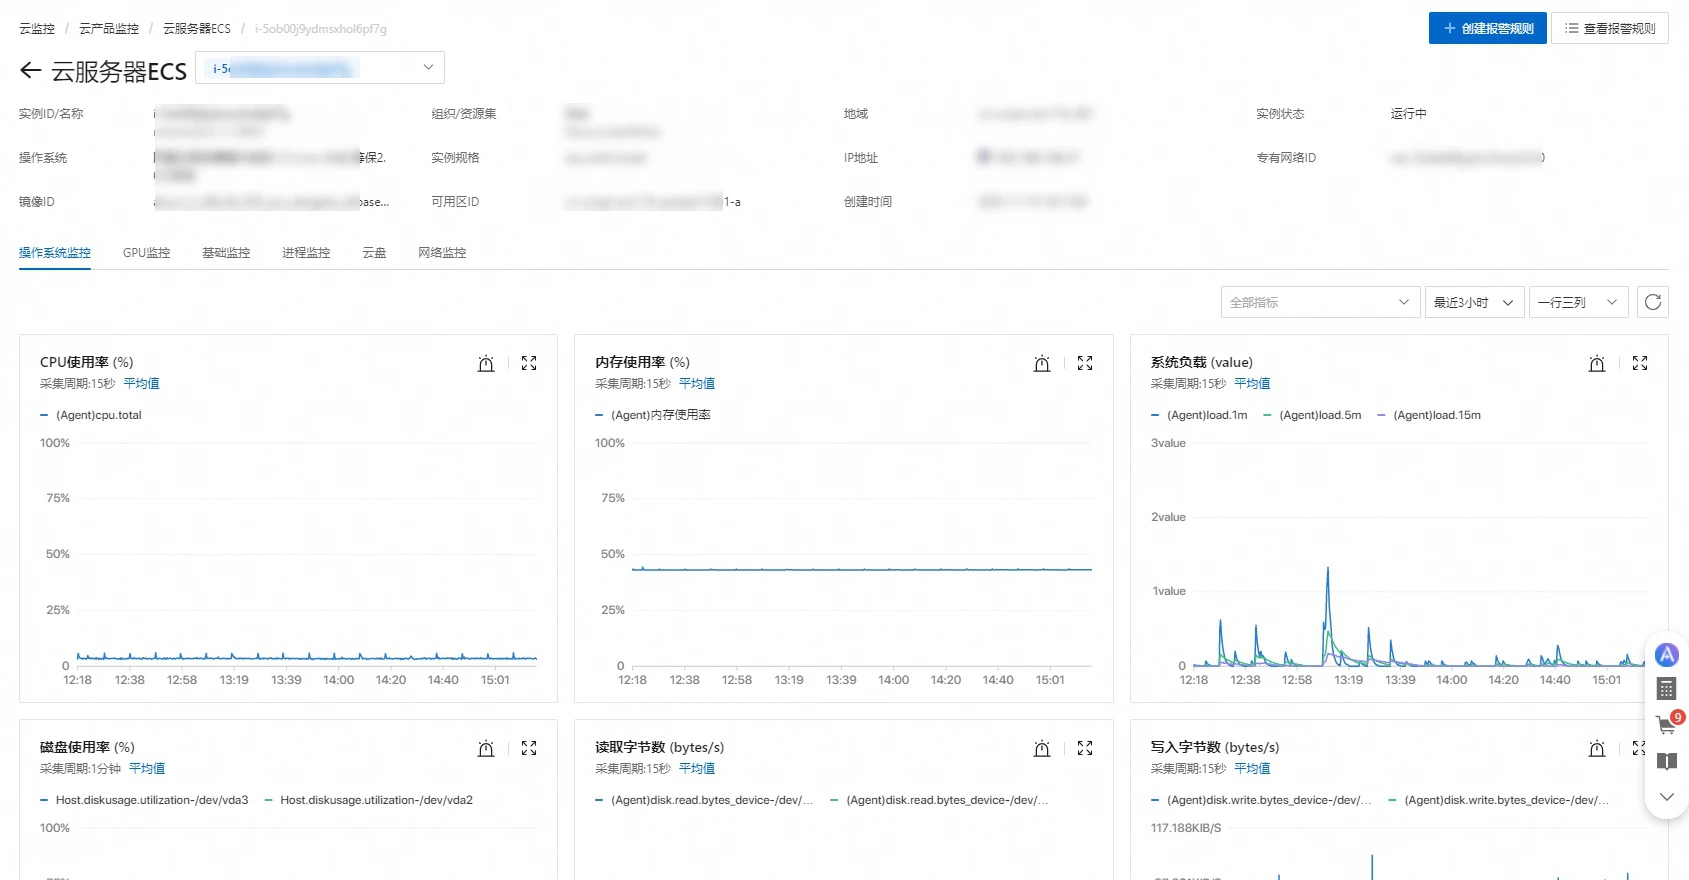 云监控 / 云产品监控 / 云服务器ECS / i-5ob00j9ydmsxhol6pf7g
创建报警规则 查看报警规则
云服务器ECS i-5
实例ID/名称 组织/资源集 地域 实例状态 运行中
操作系统 等保2. 实例规格 IP地址 专有网络ID
镜像ID base... 可用区ID 1-a 创建时间
操作系统监控 GPU监控 基础监控 进程监控 云盘 网络监控
全部指标 最近3小时 一行三列
CPU使用率 (%)
采集周期:15秒 平均值
(Agent)cpu.total
100%
75%
50%
25%
0
12:18 12:38 12:58 13:19 13:39 14:00 14:20 14:40 15:01
内存使用率 (%)
采集周期:15秒 平均值
(Agent)内存使用率
100%
75%
50%
25%
0
12:18 12:38 12:58 13:19 13:39 14:00 14:20 14:40 15:01
系统负载 (value)
采集周期:15秒 平均值
(Agent)load.1m (Agent)load.5m (Agent)load.15m
3value
2value
1value
0
12:18 12:38 12:58 13:19 13:39 14:00 14:20 14:40 15:01
9
磁盘使用率 (%)
采集周期:1分钟 平均值
Host.diskusage.utilization-/dev/vda3 Host.diskusage.utilization-/dev/vda2
100%
读取字节数 (bytes/s)
采集周期:15秒 平均值
(Agent)disk.read.bytes_device-/dev/... (Agent)disk.read.bytes_device-/dev/...
写入字节数 (bytes/s)
采集周期:15秒 平均值
(Agent)disk.write.bytes_device-/dev/... (Agent)disk.write.bytes_device-/dev/...
117.188KIB/S